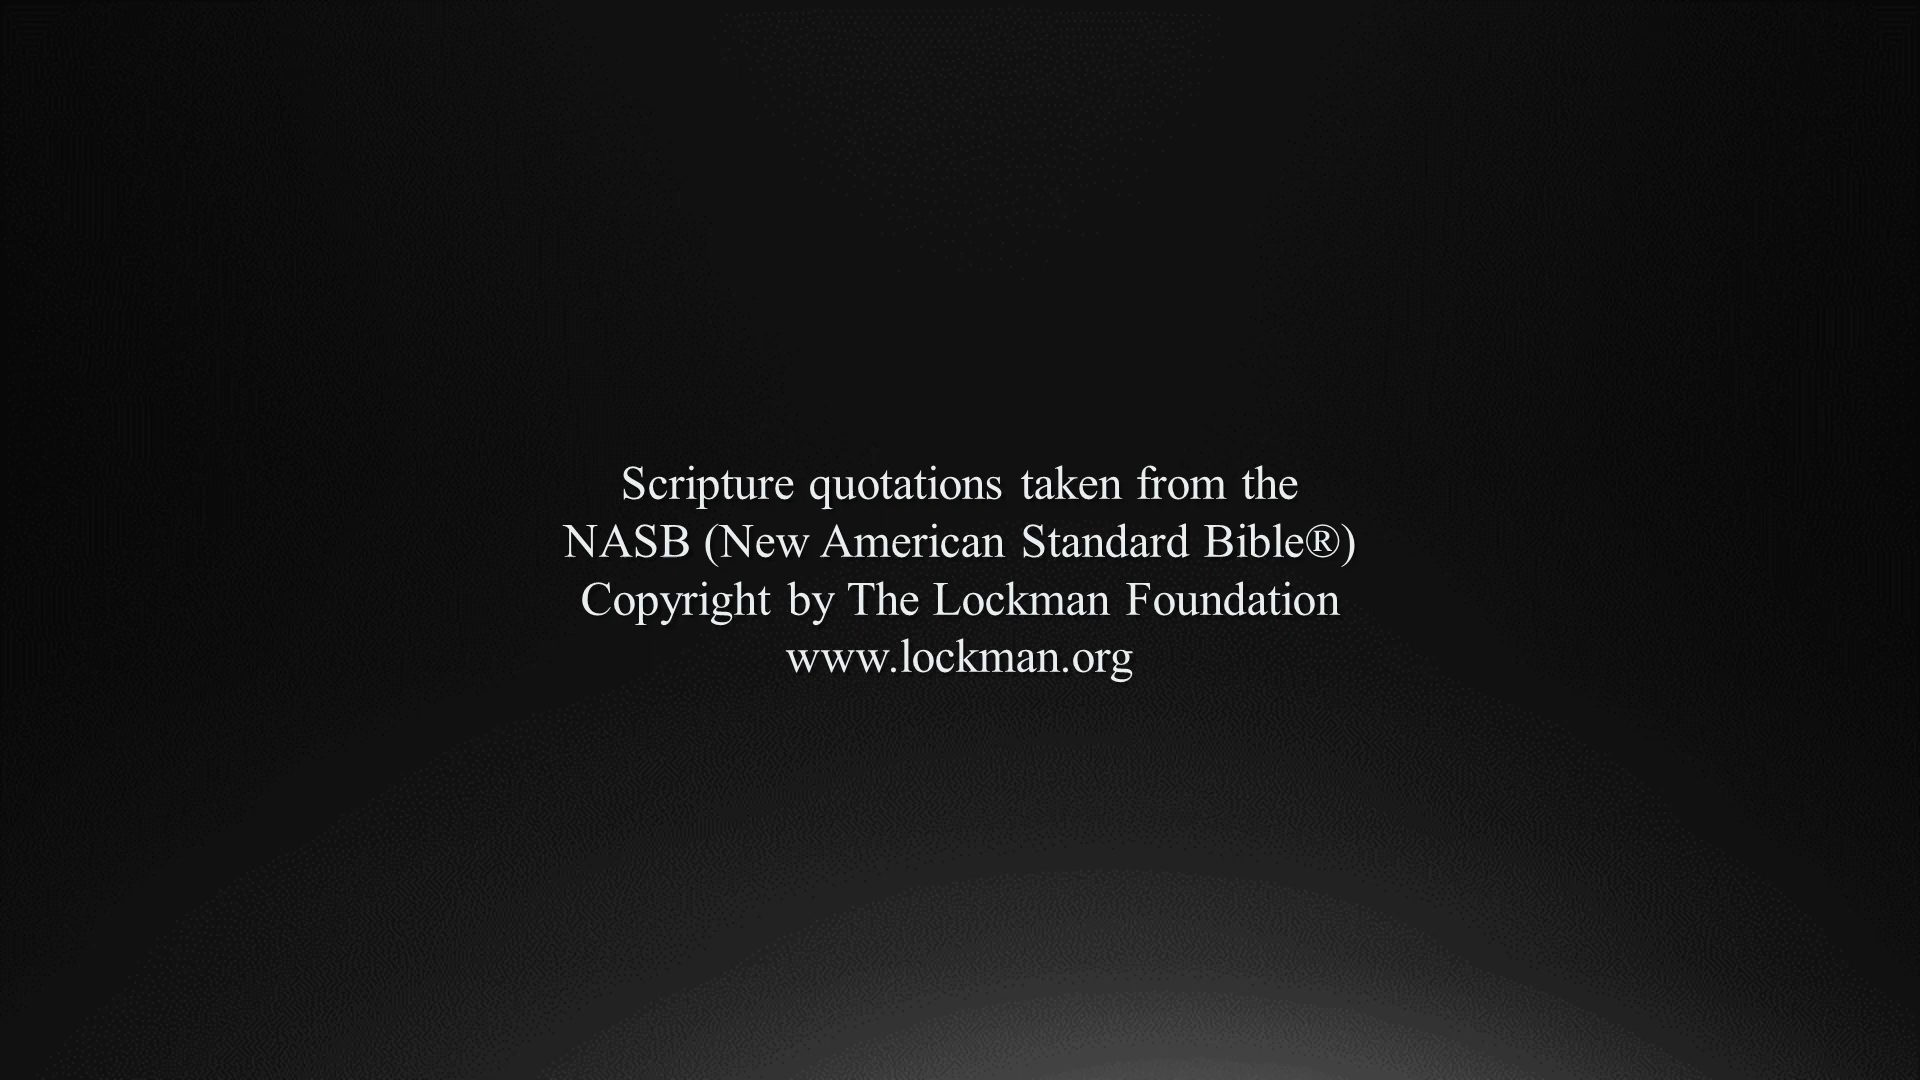 Scripture quotations taken from the
NASB (New American Standard Bible®)
Copyright by The Lockman Foundation
www.lockman.org